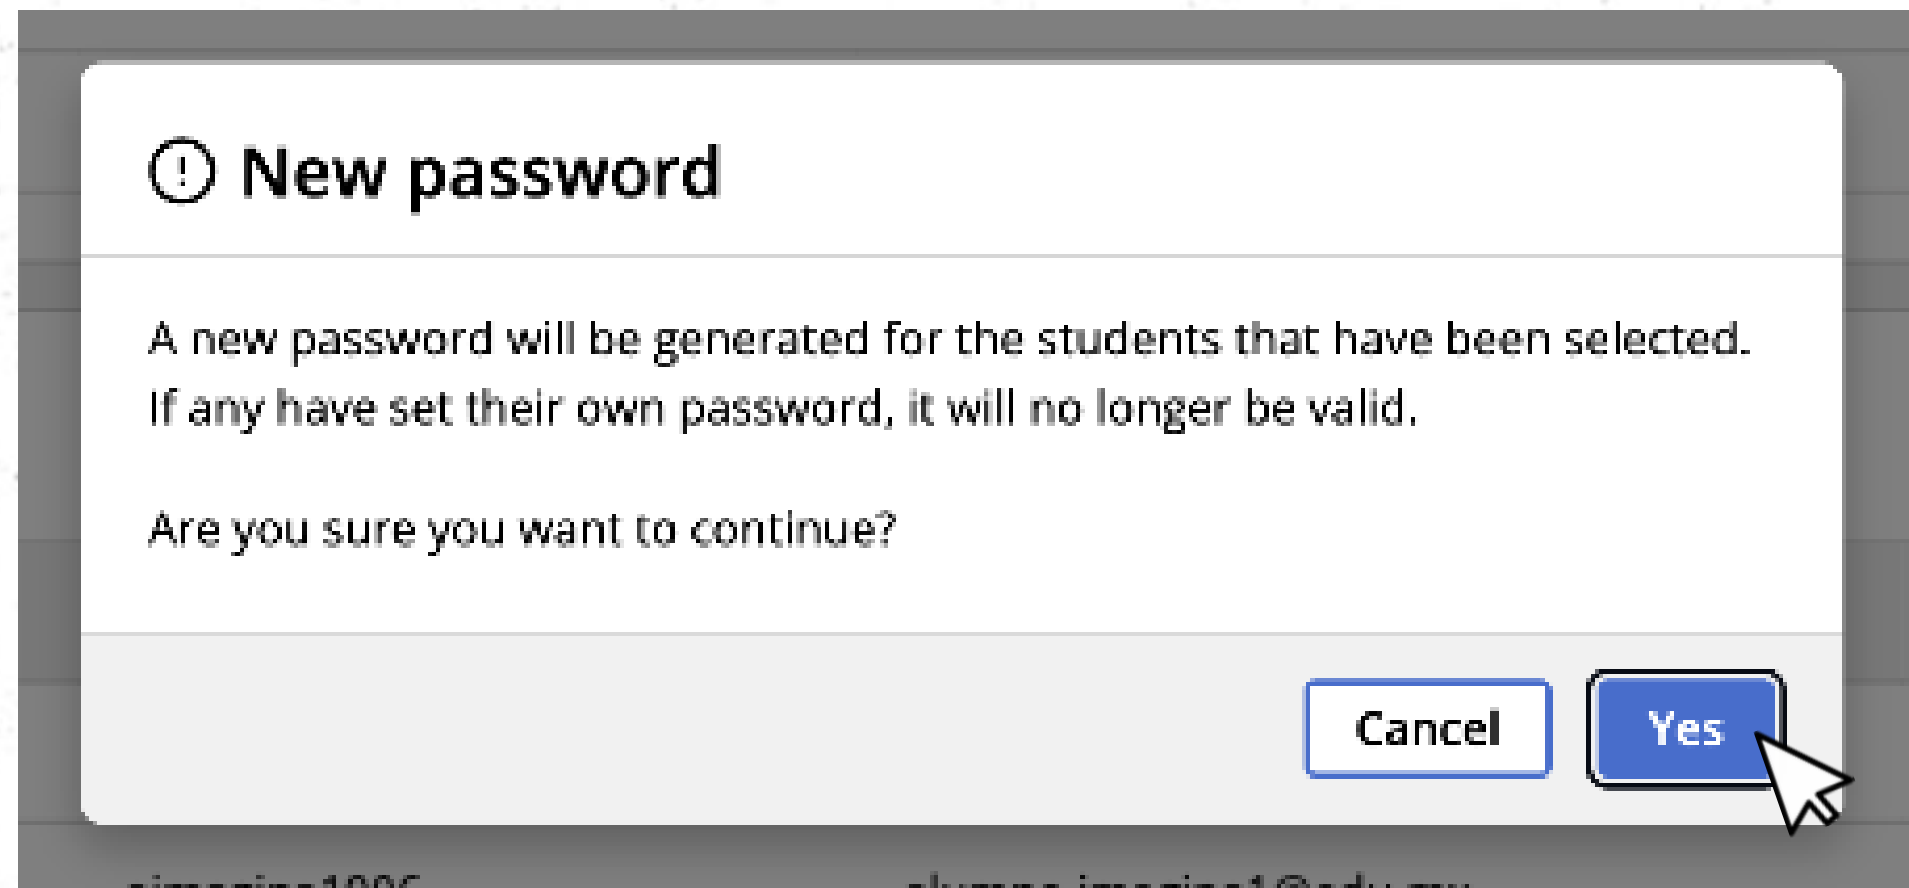 New password
A new password will be generated for the students that have been selected.
If any have set their own password, it will no longer be valid.
Are you sure you want to continue?
Cancel Yes